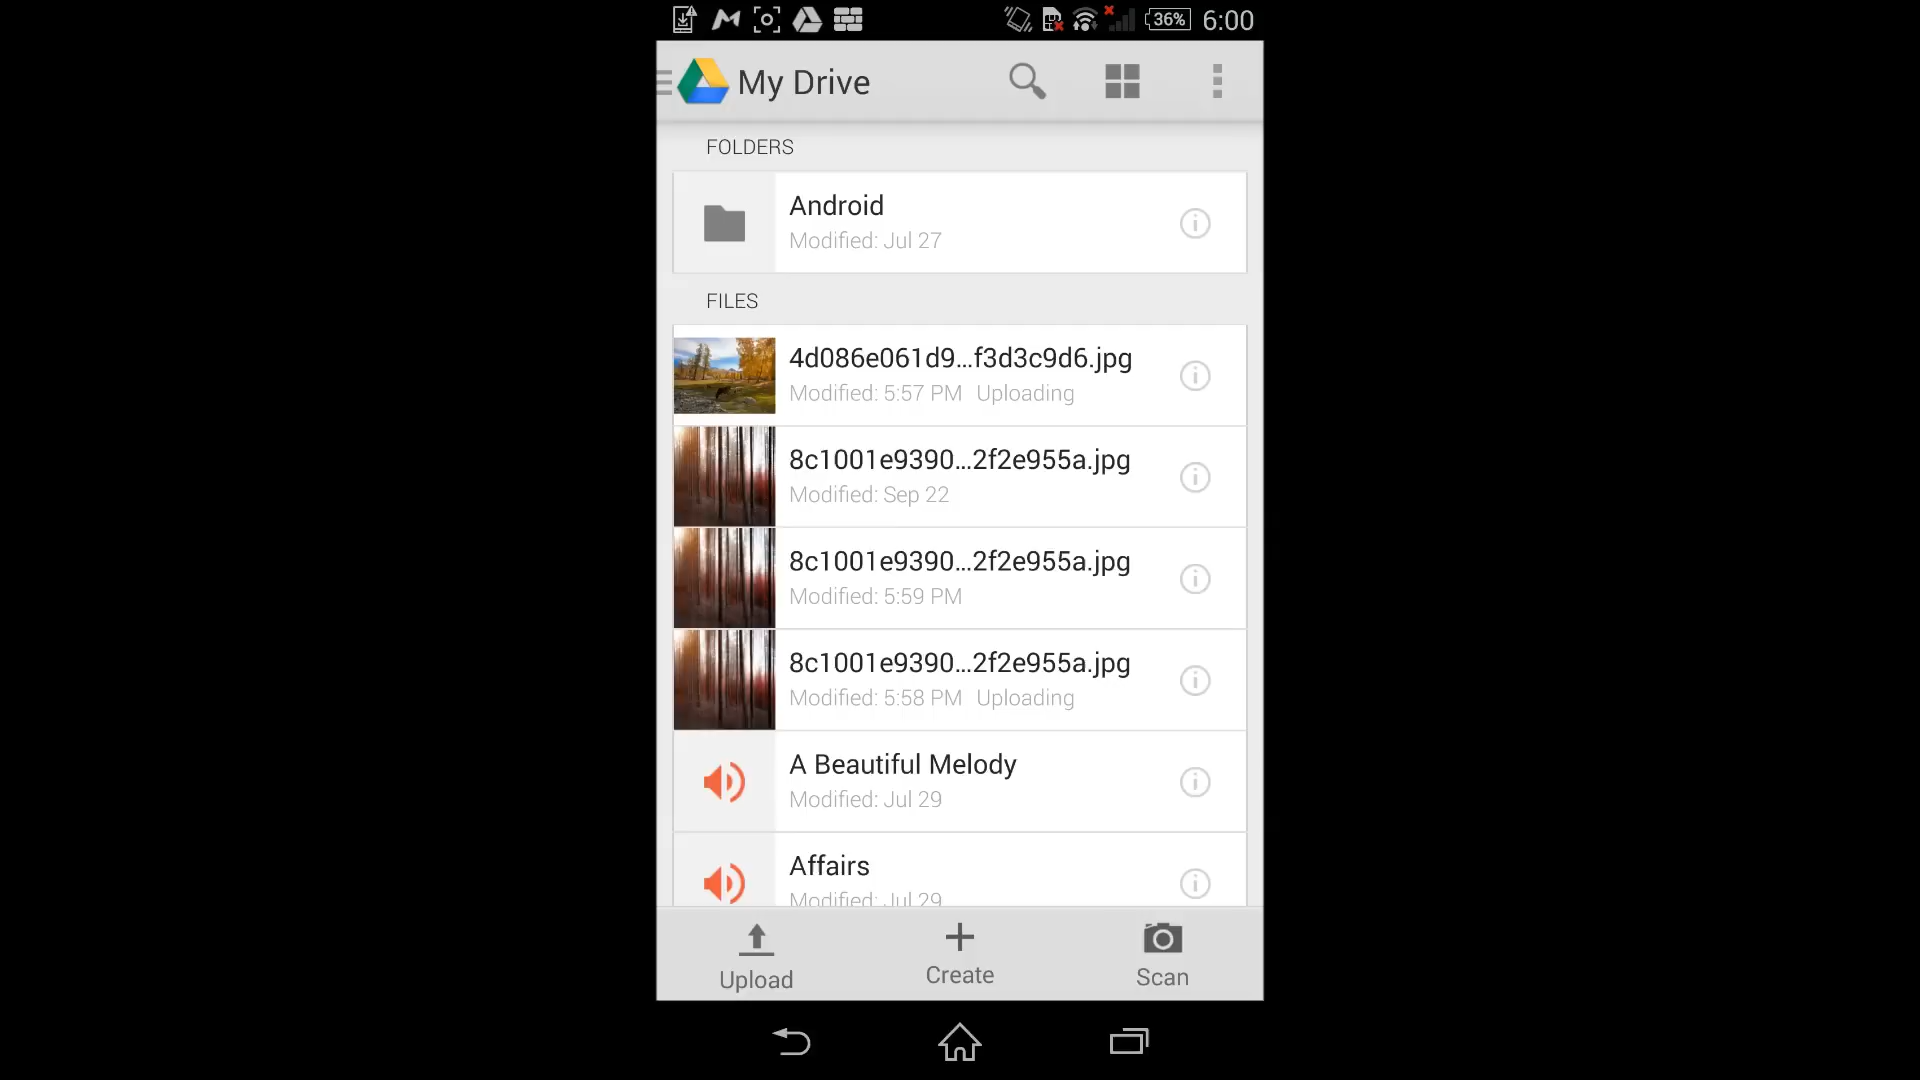 36% 6:00
My Drive
FOLDERS
Android
Modified: Jul 27
FILES
4d086e061d9...f3d3c9d6.jpg
Modified: 5:57 PM Uploading
8c1001e9390...2f2e955a.jpg
Modified: Sep 22
8c1001e9390...2f2e955a.jpg
Modified: 5:59 PM
8c1001e9390...2f2e955a.jpg
Modified: 5:58 PM Uploading
A Beautiful Melody
Modified: Jul 29
Affairs
Modified: Jul 29
Upload Create Scan